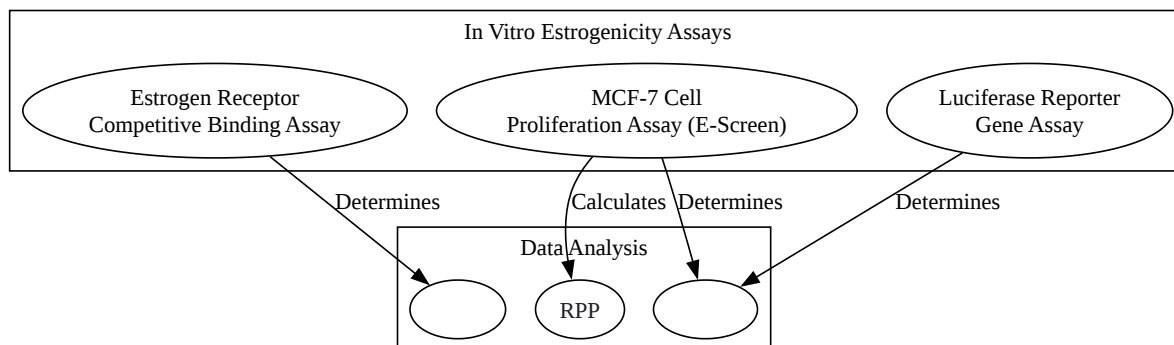 In Vitro Estrogenicity Assays
Estrogen Receptor
Competitive Binding Assay
MCF-7 Cell
Proliferation Assay (E-Screen)
Luciferase Reporter
Gene Assay
Determines
Calculates
Determines
Determines
Data Analysis
RPP